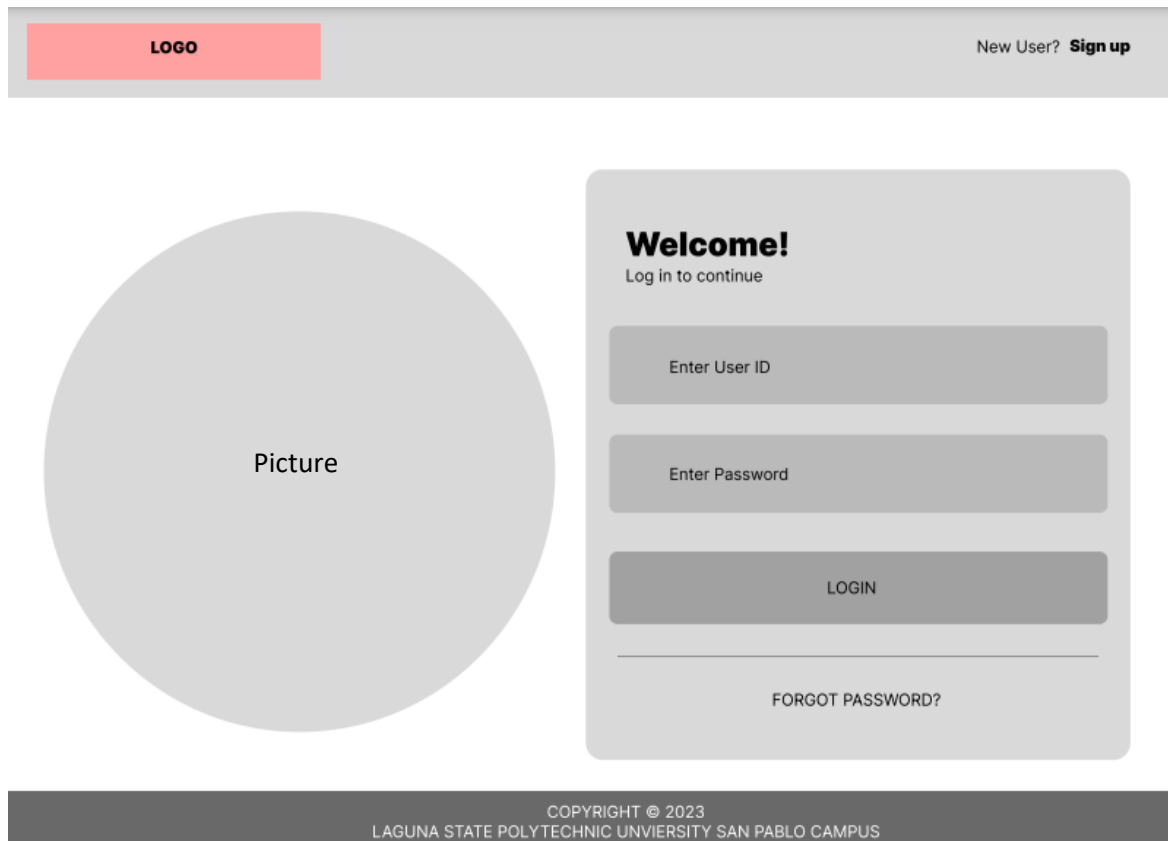 LOGO
New User? Sign up
Welcome!
Log in to continue
Enter User ID
Picture
Enter Password
LOGIN
FORGOT PASSWORD?
COPYRIGHT © 2023
LAGUNA STATE POLYTECHNIC UNVIERSITY SAN PABLO CAMPUS